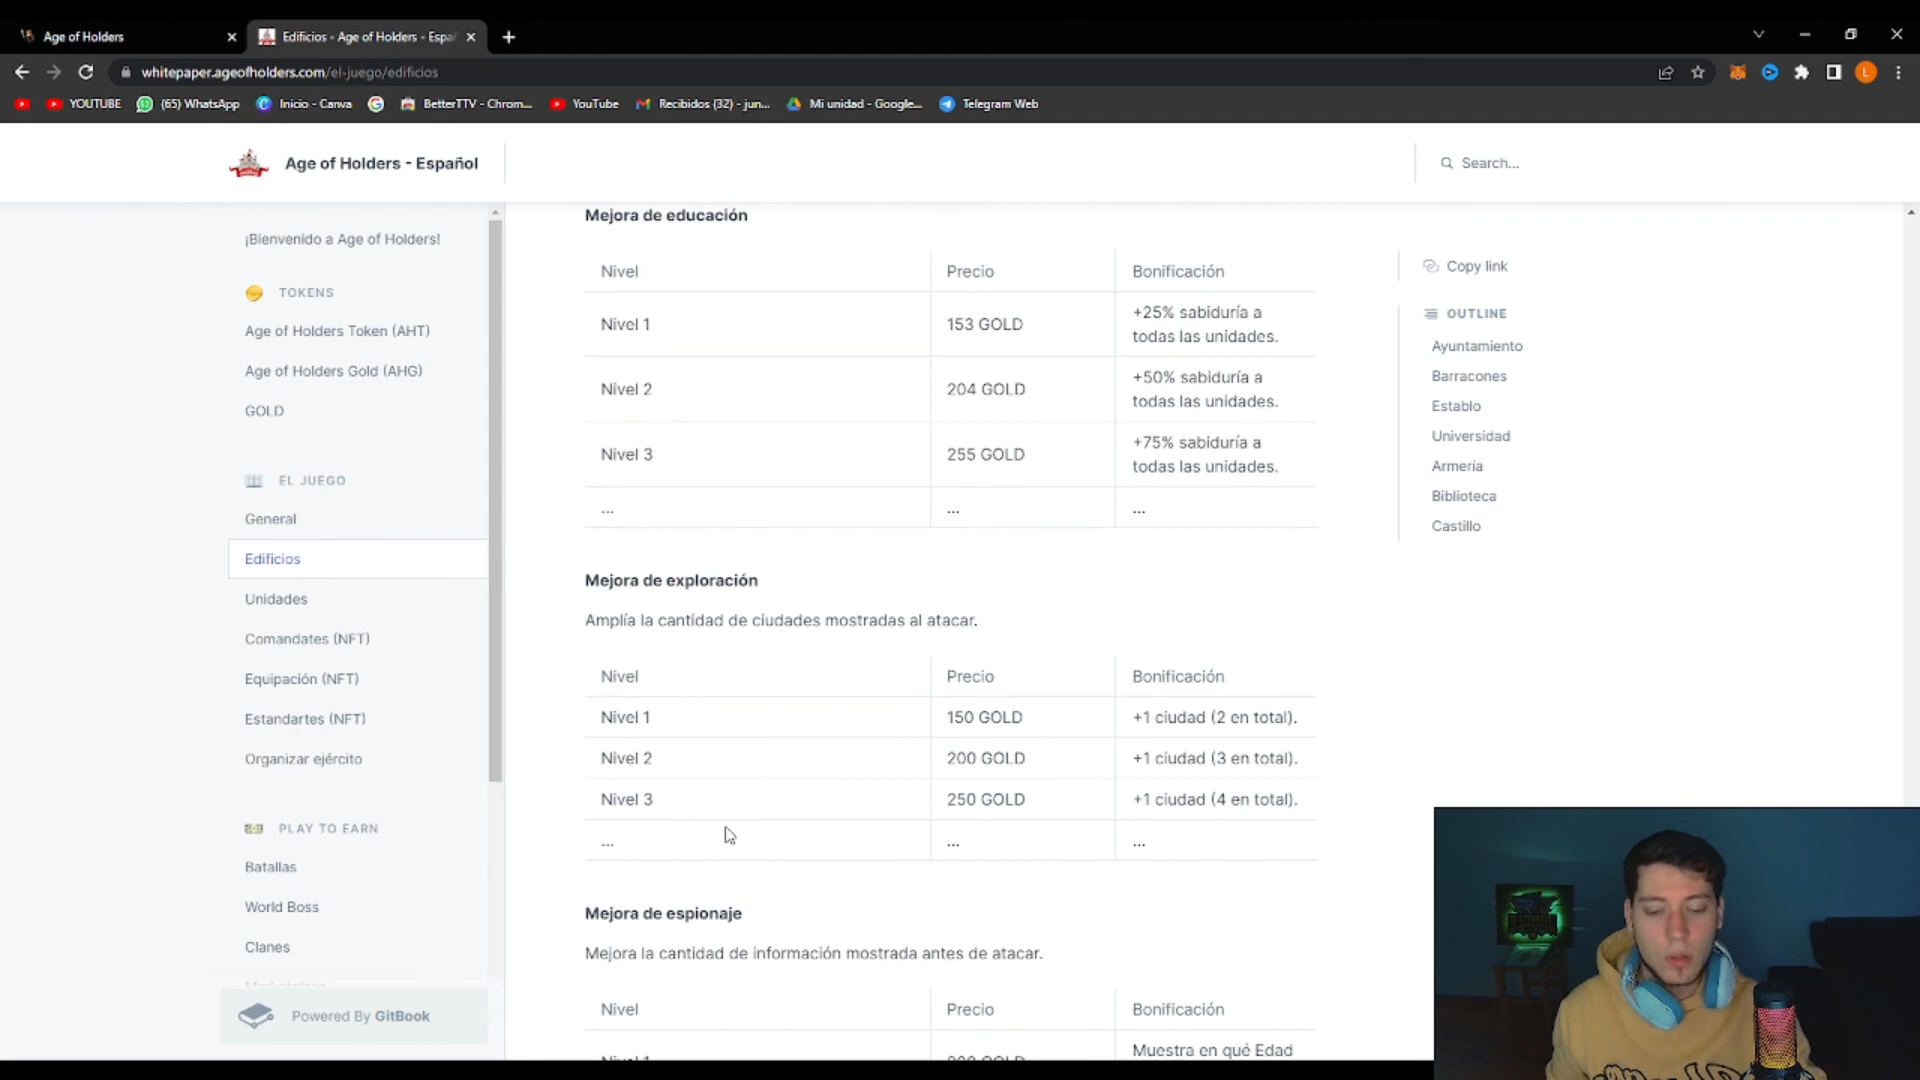 Age of Holders
Edificios - Age of Holders - Espa
whitepaper.ageofholders.com/el-juego/edificios
YOUTUBE
(65) WhatsApp
Inicio - Canva
BetterTTV - Chrom...
YouTube
Recibidos (32) - jun...
Mi unidad - Google...
Telegram Web
L
Age of Holders - Español
Search...
¡Bienvenido a Age of Holders!
TOKENS
Age of Holders Token (AHT)
Age of Holders Gold (AHG)
GOLD
EL JUEGO
General
Edificios
Unidades
Comandates (NFT)
Equipación (NFT)
Estandartes (NFT)
Organizar ejército
PLAY TO EARN
Batallas
World Boss
Clanes
Powered By GitBook
Mejora de educación
Nivel Precio Bonificación
Nivel 1 153 GOLD +25% sabiduría a
todas las unidades.
Nivel 2 204 GOLD +50% sabiduría a
todas las unidades.
Nivel 3 255 GOLD +75% sabiduría a
todas las unidades.
... ... ...
Mejora de exploración
Amplía la cantidad de ciudades mostradas al atacar.
Nivel Precio Bonificación
Nivel 1 150 GOLD +1 ciudad (2 en total).
Nivel 2 200 GOLD +1 ciudad (3 en total).
Nivel 3 250 GOLD +1 ciudad (4 en total).
... ... ...
Mejora de espionaje
Mejora la cantidad de información mostrada antes de atacar.
Nivel Precio Bonificación
Muestra en qué Edad
Copy link
OUTLINE
Ayuntamiento
Barracones
Establo
Universidad
Armería
Biblioteca
Castillo